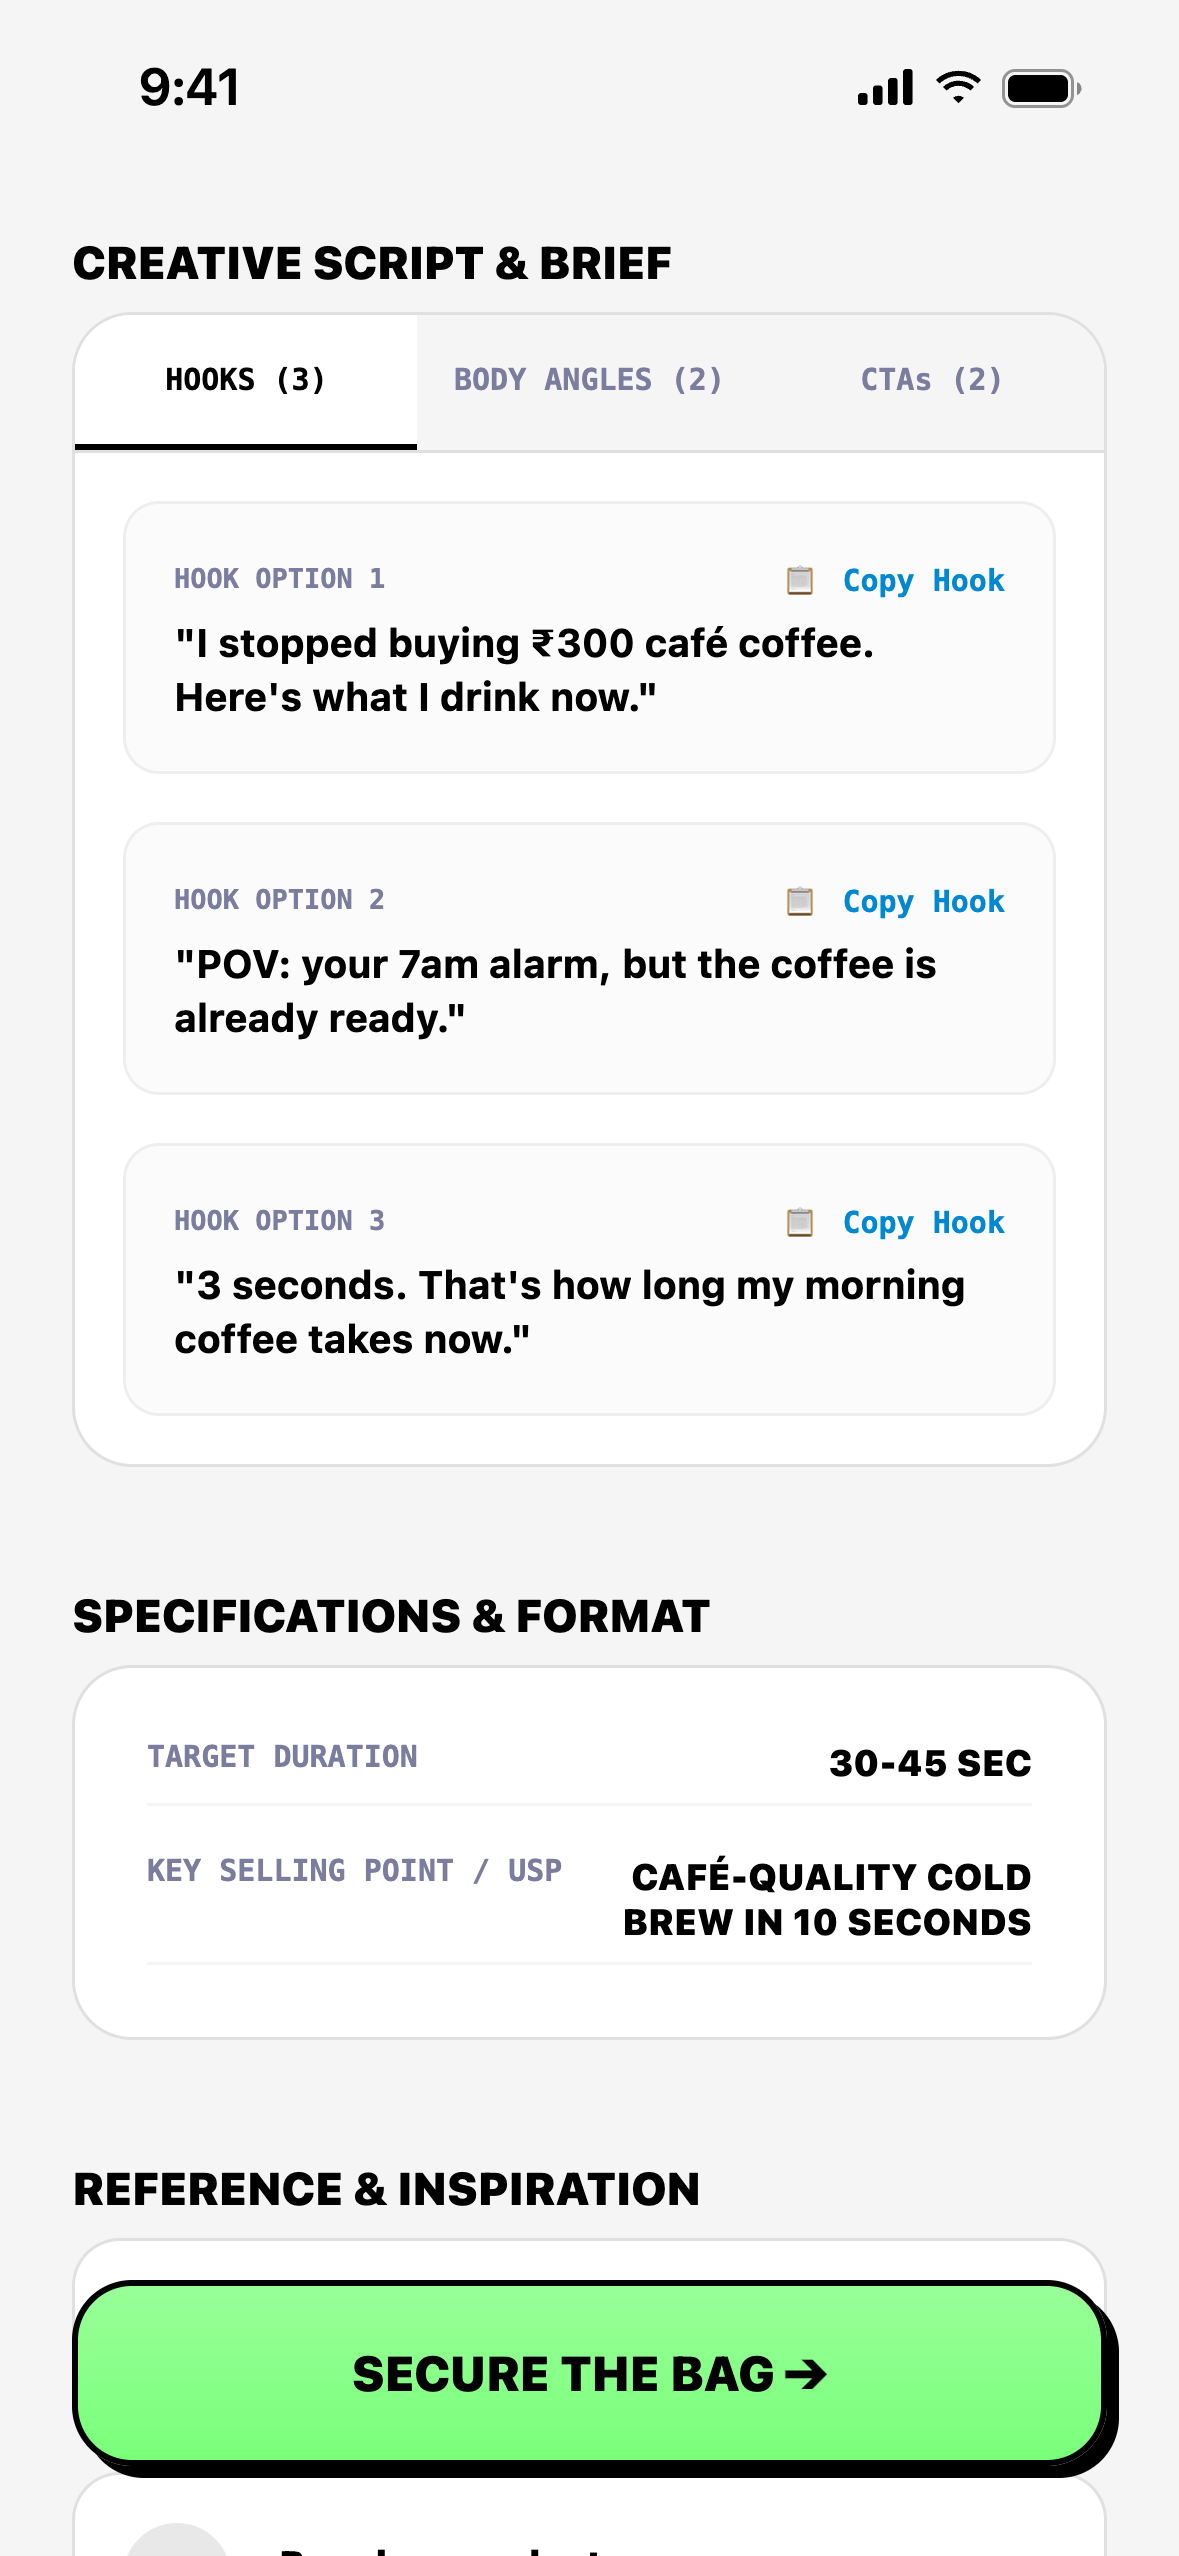 9:41
CREATIVE SCRIPT & BRIEF
HOOKS (3)
BODY ANGLES (2)
CTAs (2)
HOOK OPTION 1
📋 Copy Hook
"I stopped buying ₹300 café coffee.
Here's what I drink now."
HOOK OPTION 2
📋 Copy Hook
"POV: your 7am alarm, but the coffee is
already ready."
HOOK OPTION 3
📋 Copy Hook
"3 seconds. That's how long my morning
coffee takes now."
SPECIFICATIONS & FORMAT
TARGET DURATION
30-45 SEC
KEY SELLING POINT / USP
CAFÉ-QUALITY COLD
BREW IN 10 SECONDS
REFERENCE & INSPIRATION
SECURE THE BAG ➔